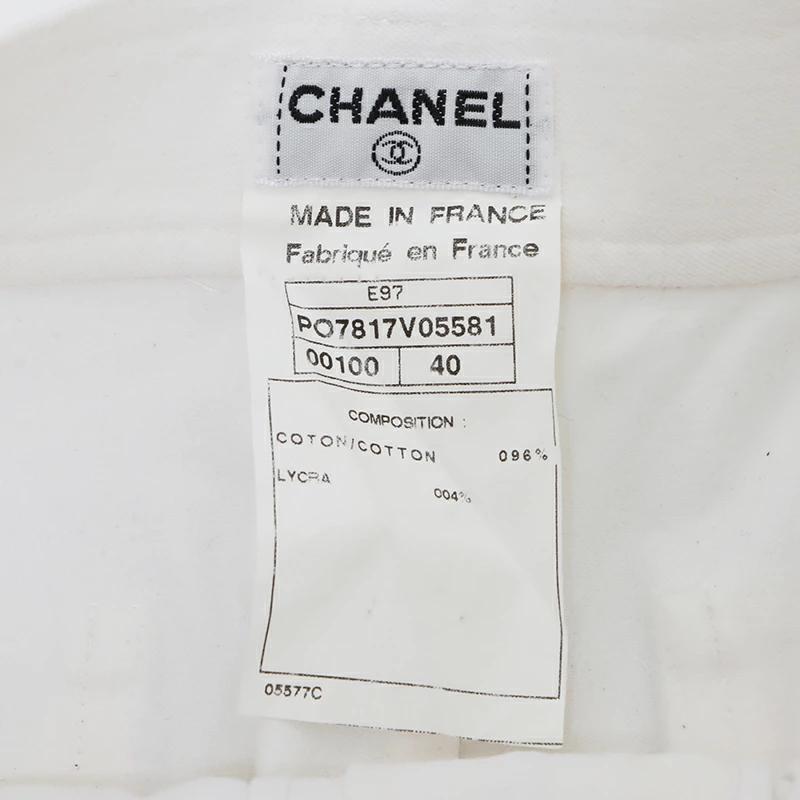 CHANEL
MADE IN FRANCE
Fabriqué en France
E97
PO7817V05581
00100 40
COMPOSITION :
COTON/COTTON 096%
LYCRA 004%
05577C